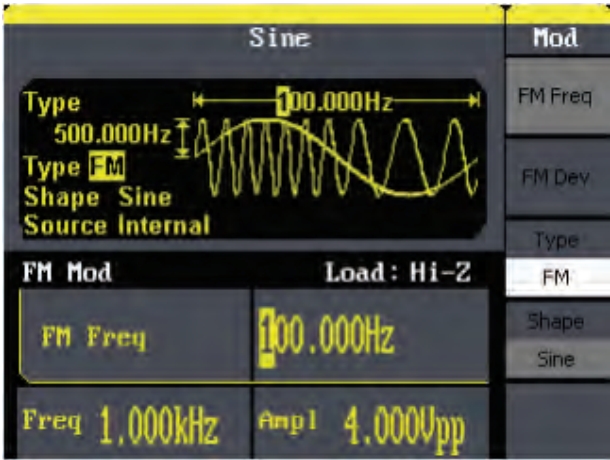 Sine
Mod
Type
100.000Hz
500.000Hz
Type FM
Shape Sine
Source Internal
FM Freq
FM Dev
Type
FM
Shape
Sine
FM Mod
Load: Hi-Z
FM Freq
100.000Hz
Freq 1.000kHz
Ampl 4.000Vpp